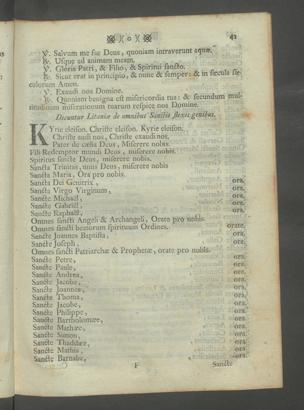 41
℣. Salvum me fac Deus, quoniam intraverunt aquæ.
℟. Usque ad animam meam.
℣. Gloria Patri, & Filio, & Spiritui sancto.
℟. Sicut erat in principio, & nunc & semper: & in sæcula sæ-
culorum Amen.
℣. Exaudi nos Domine.
℟. Quoniam benigna est misericordia tua: & secundum mul-
titudinem miserationum tuarum respice nos Domine.
Dicuntur Litaniæ de omnibus Sanctis flexis genibus.
KYrie eleison. Christe eleison. Kyrie eleison.
Christe audi nos, Christe exaudi nos.
Pater de cælis Deus, Miserere nobis.
Fili Redemptor mundi Deus, miserere nobis.
Spiritus sancte Deus, miserere nobis.
Sancta Trinitas, unus Deus, miserere nobis
Sancta Maria, Ora pro nobis.
Sancta Dei Genitrix, ora.
Sancta Virgo Virginum, ora.
Sancte Michael, ora.
Sancte Gabriel, ora.
Sancte Raphael, ora.
Omnes sancti Angeli & Archangeli, Orate pro nobis.
Omnes sancti beatorum spirituum Ordines. orate.
Sancte Joannes Baptista, ora.
Sancte Joseph, ora.
Omnes sancti Patriarchæ & Prophetæ, orate pro nobis.
Sancte Petre, ora.
Sancte Paule, ora.
Sancte Andrea, ora.
Sancte Jacobe, ora.
Sancte Joannes, ora.
Sancte Thoma, ora.
Sancte Jacobe, ora.
Sancte Philippe, ora.
Sancte Bartholomæe, ora.
Sancte Mathæe, ora.
Sancte Simon, ora.
Sancte Thaddæe, ora.
Sancte Mathia, ora.
Sancte Barnaba, ora.
F Sancte